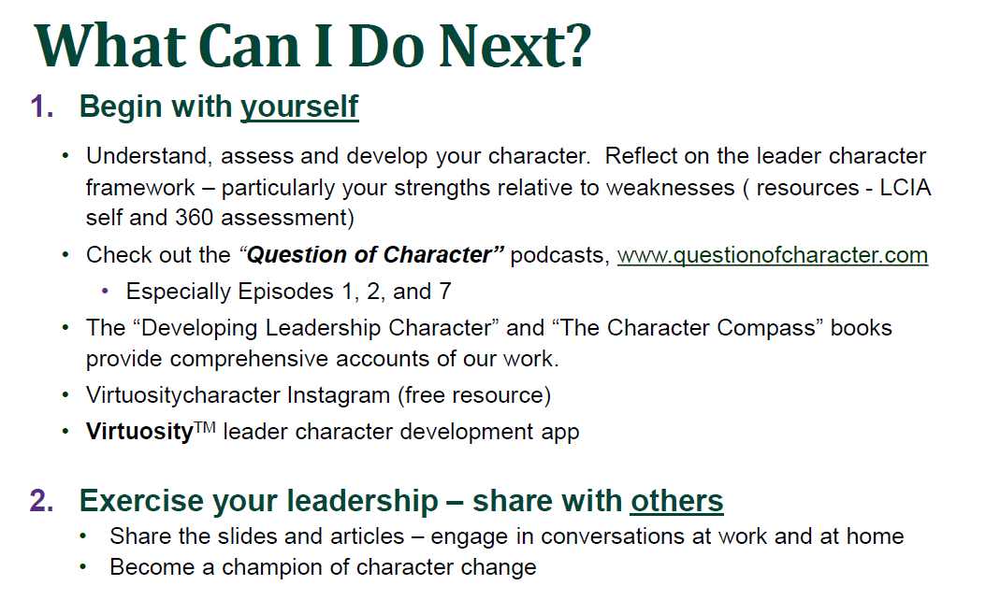 What Can I Do Next?
1. Begin with yourself
• Understand, assess and develop your character.  Reflect on the leader character
framework – particularly your strengths relative to weaknesses ( resources - LCIA
self and 360 assessment)
• Check out the “Question of Character” podcasts, www.questionofcharacter.com
• Especially Episodes 1, 2, and 7
• The “Developing Leadership Character” and “The Character Compass” books
provide comprehensive accounts of our work.
• Virtuositycharacter Instagram (free resource)
• Virtuosity™ leader character development app
2. Exercise your leadership – share with others
• Share the slides and articles – engage in conversations at work and at home
• Become a champion of character change